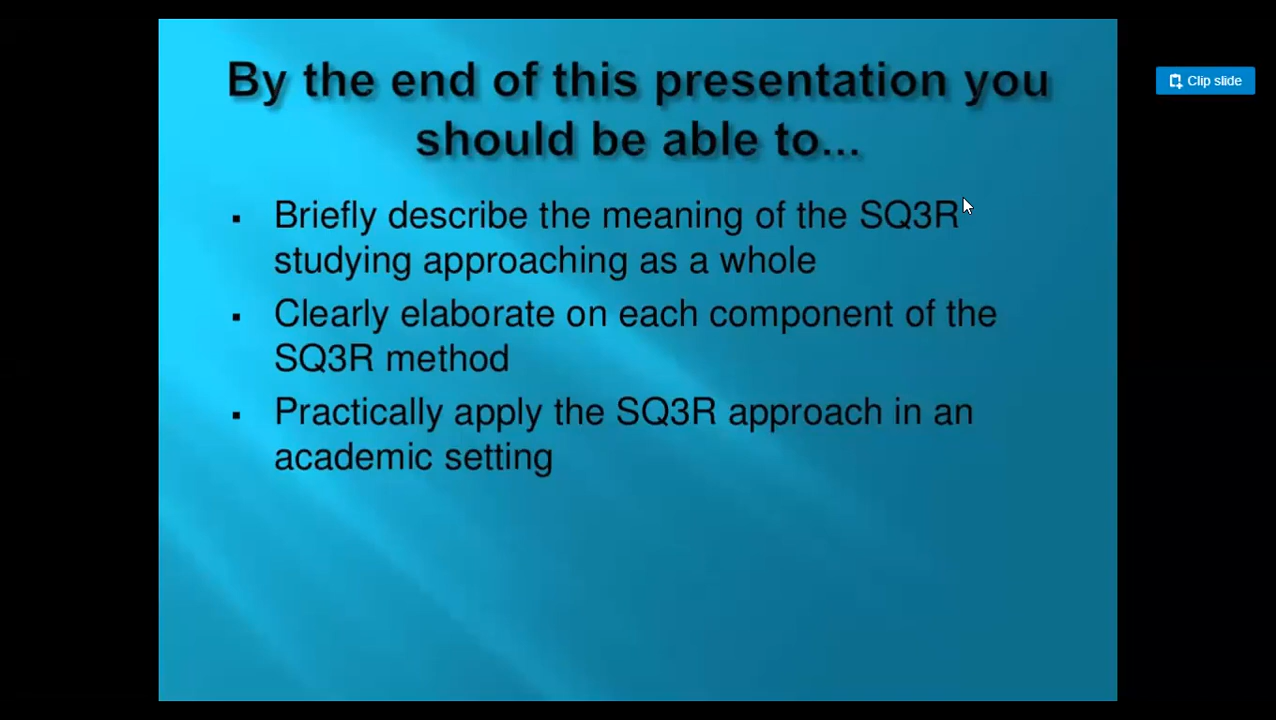 By the end of this presentation you
should be able to...
▪ Briefly describe the meaning of the SQ3R
studying approaching as a whole
▪ Clearly elaborate on each component of the
SQ3R method
▪ Practically apply the SQ3R approach in an
academic setting
Clip slide